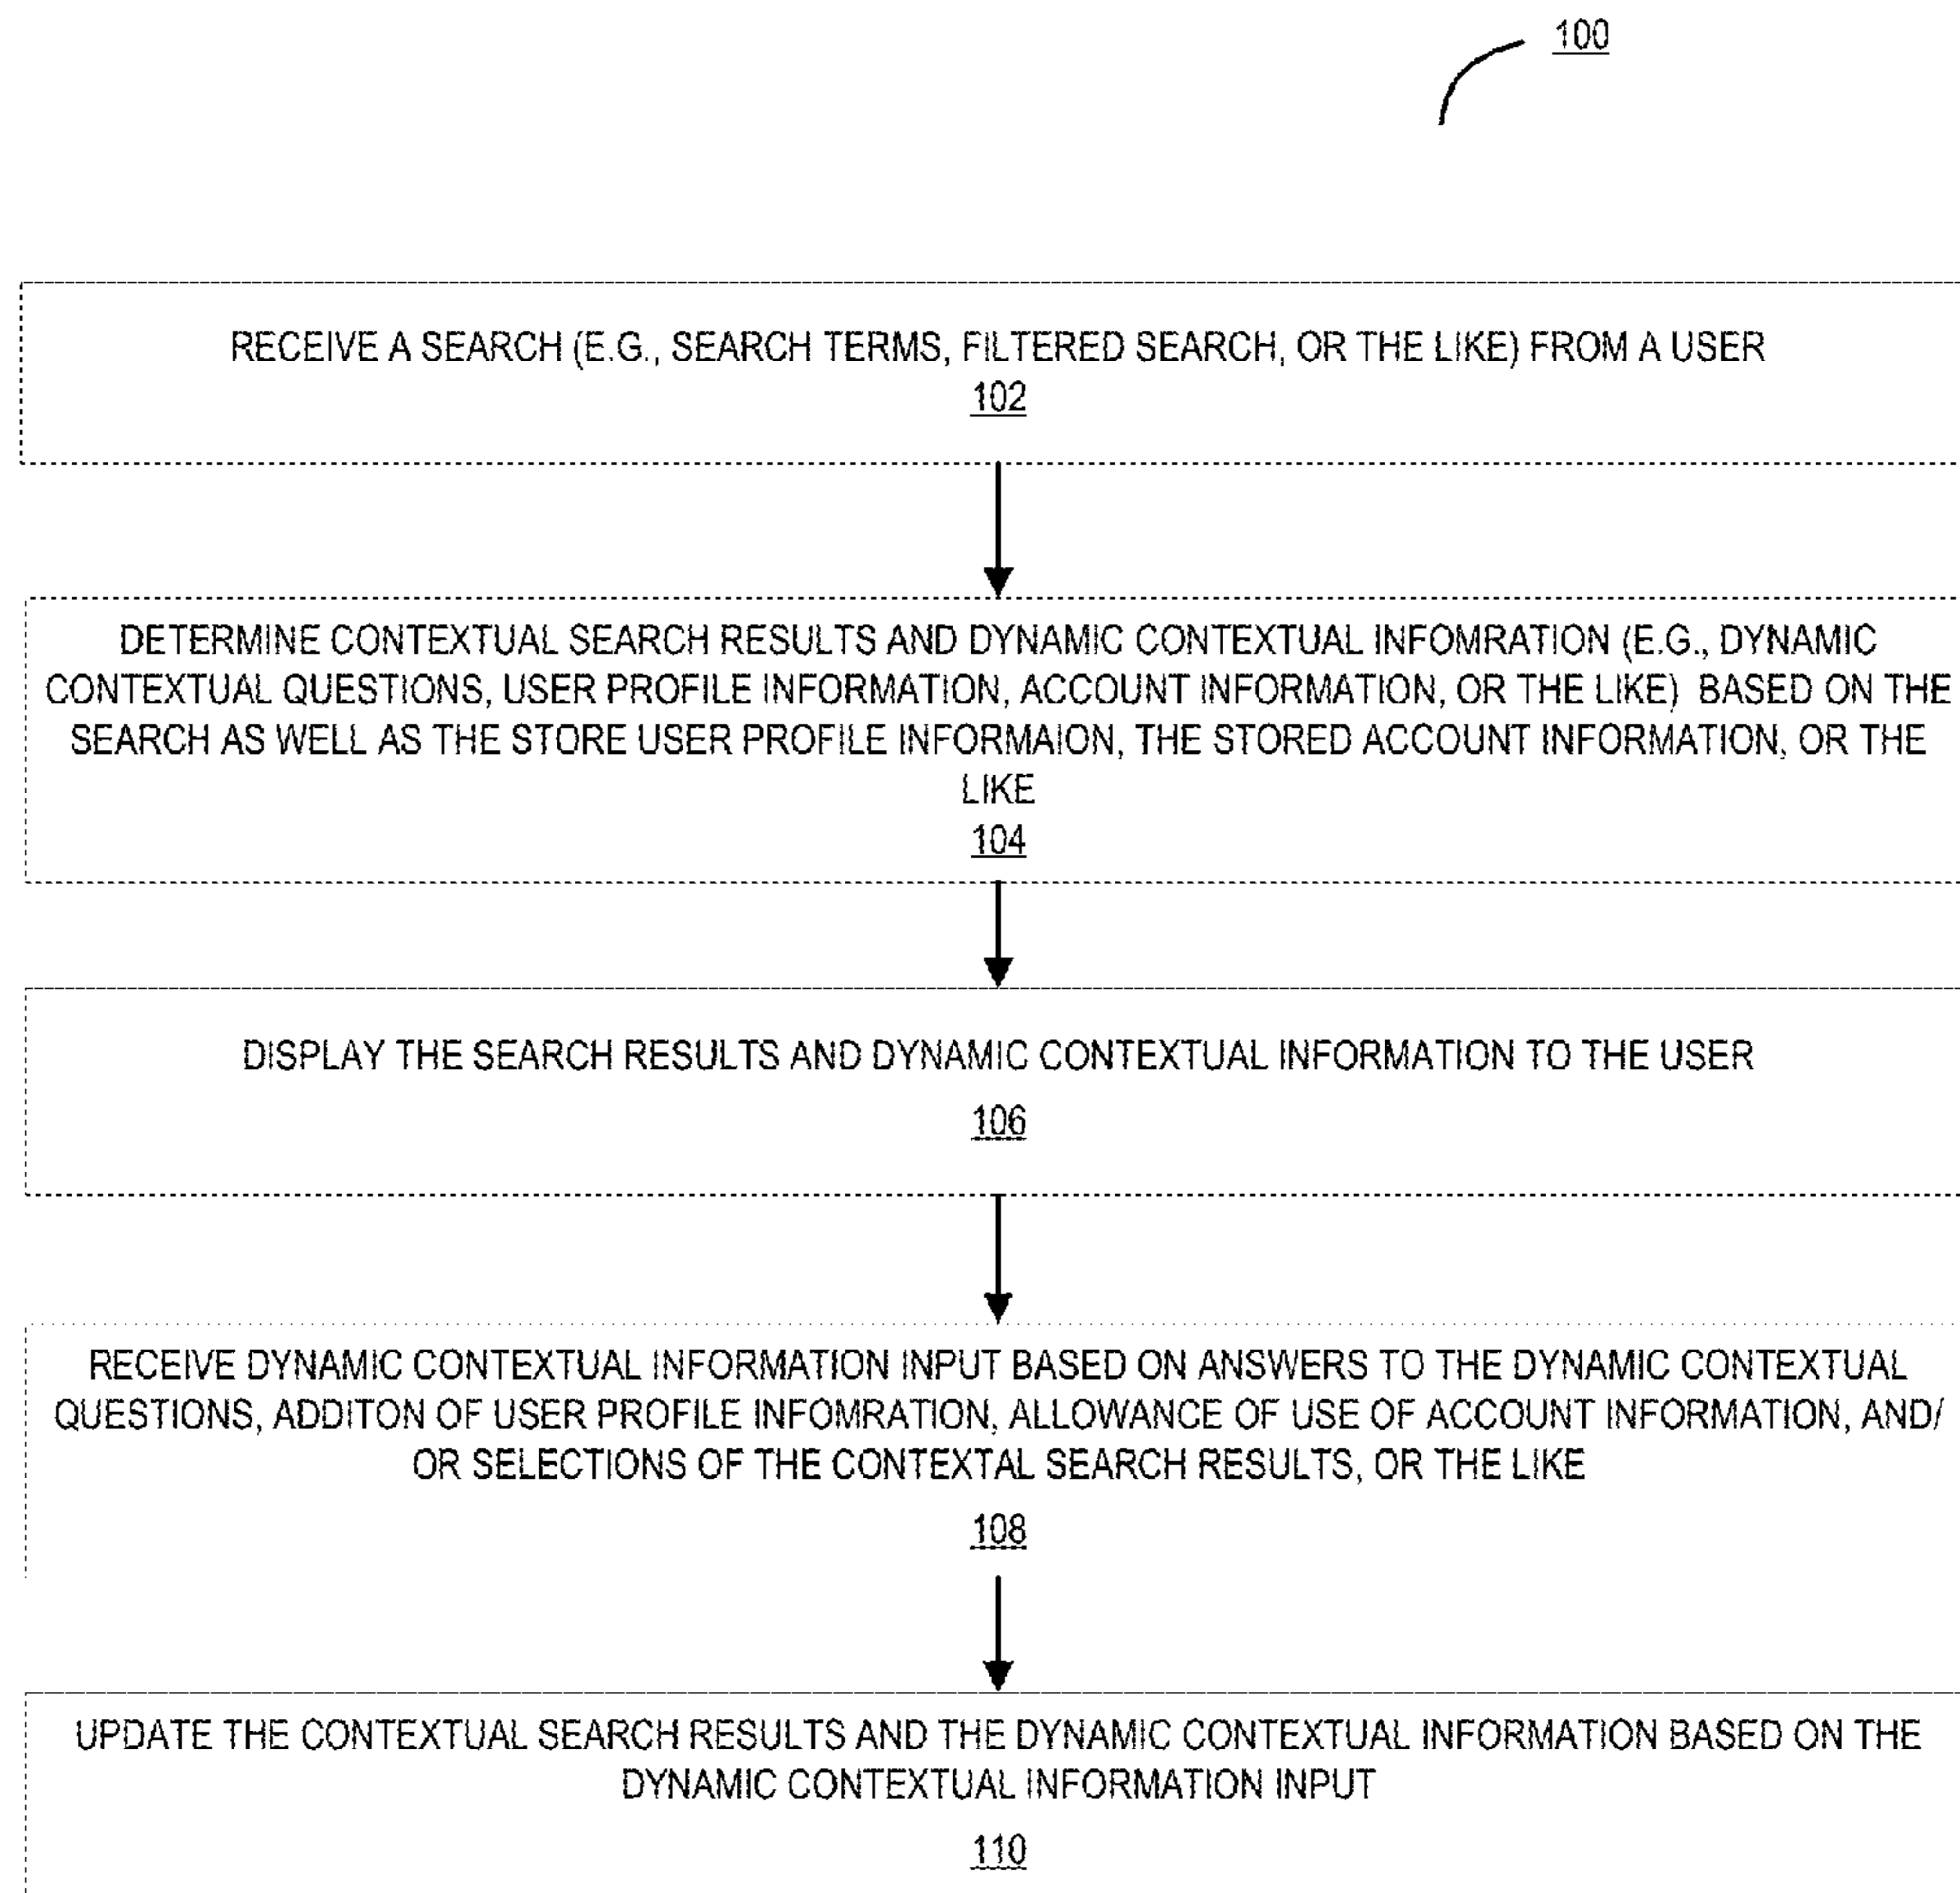 100
RECEIVE A SEARCH (E.G., SEARCH TERMS, FILTERED SEARCH, OR THE LIKE) FROM A USER
102
DETERMINE CONTEXTUAL SEARCH RESULTS AND DYNAMIC CONTEXTUAL INFOMRATION (E.G., DYNAMIC
CONTEXTUAL QUESTIONS, USER PROFILE INFORMATION, ACCOUNT INFORMATION, OR THE LIKE) BASED ON THE
SEARCH AS WELL AS THE STORE USER PROFILE INFORMAION, THE STORED ACCOUNT INFORMATION, OR THE
LIKE
104
DISPLAY THE SEARCH RESULTS AND DYNAMIC CONTEXTUAL INFORMATION TO THE USER
106
RECEIVE DYNAMIC CONTEXTUAL INFORMATION INPUT BASED ON ANSWERS TO THE DYNAMIC CONTEXTUAL
QUESTIONS, ADDITON OF USER PROFILE INFOMRATION, ALLOWANCE OF USE OF ACCOUNT INFORMATION, AND/
OR SELECTIONS OF THE CONTEXTAL SEARCH RESULTS, OR THE LIKE
108
UPDATE THE CONTEXTUAL SEARCH RESULTS AND THE DYNAMIC CONTEXTUAL INFORMATION BASED ON THE
DYNAMIC CONTEXTUAL INFORMATION INPUT
110